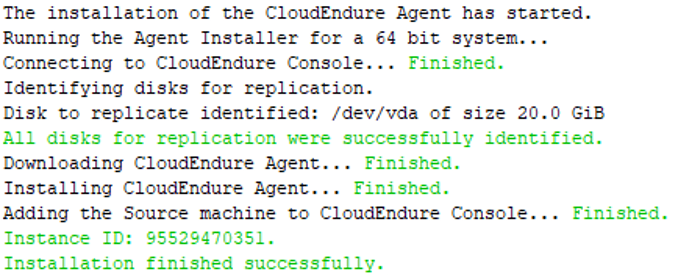 The installation of the CloudEndure Agent has started.
Running the Agent Installer for a 64 bit system...
Connecting to CloudEndure Console... Finished.
Identifying disks for replication.
Disk to replicate identified: /dev/vda of size 20.0 GiB
All disks for replication were successfully identified.
Downloading CloudEndure Agent... Finished.
Installing CloudEndure Agent... Finished.
Adding the Source machine to CloudEndure Console... Finished.
Instance ID: 95529470351.
Installation finished successfully.